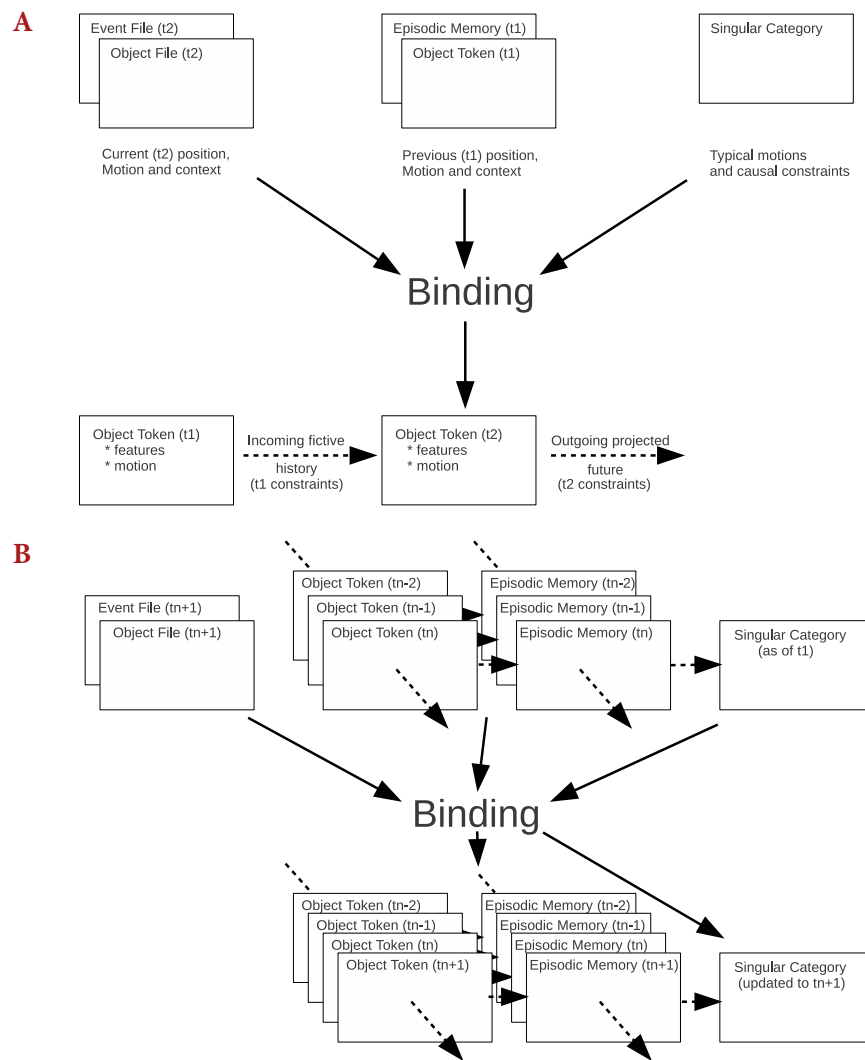 A
Event File (t2)
Object File (t2)
Episodic Memory (t1)
Object Token (t1)
Singular Category
Current (t2) position,
Motion and context
Previous (t1) position,
Motion and context
Typical motions
and causal constraints
Binding
Object Token (t1)
* features
* motion
Incoming fictive
history
(t1 constraints)
Object Token (t2)
* features
* motion
Outgoing projected
future
(t2 constraints)
B
Event File (tn+1)
Object File (tn+1)
Object Token (tn-2)
Object Token (tn-1)
Object Token (tn)
Episodic Memory (tn-2)
Episodic Memory (tn-1)
Episodic Memory (tn)
Singular Category
(as of t1)
Binding
Object Token (tn-2)
Object Token (tn-1)
Object Token (tn)
Object Token (tn+1)
Episodic Memory (tn-2)
Episodic Memory (tn-1)
Episodic Memory (tn)
Episodic Memory (tn+1)
Singular Category
(updated to tn+1)